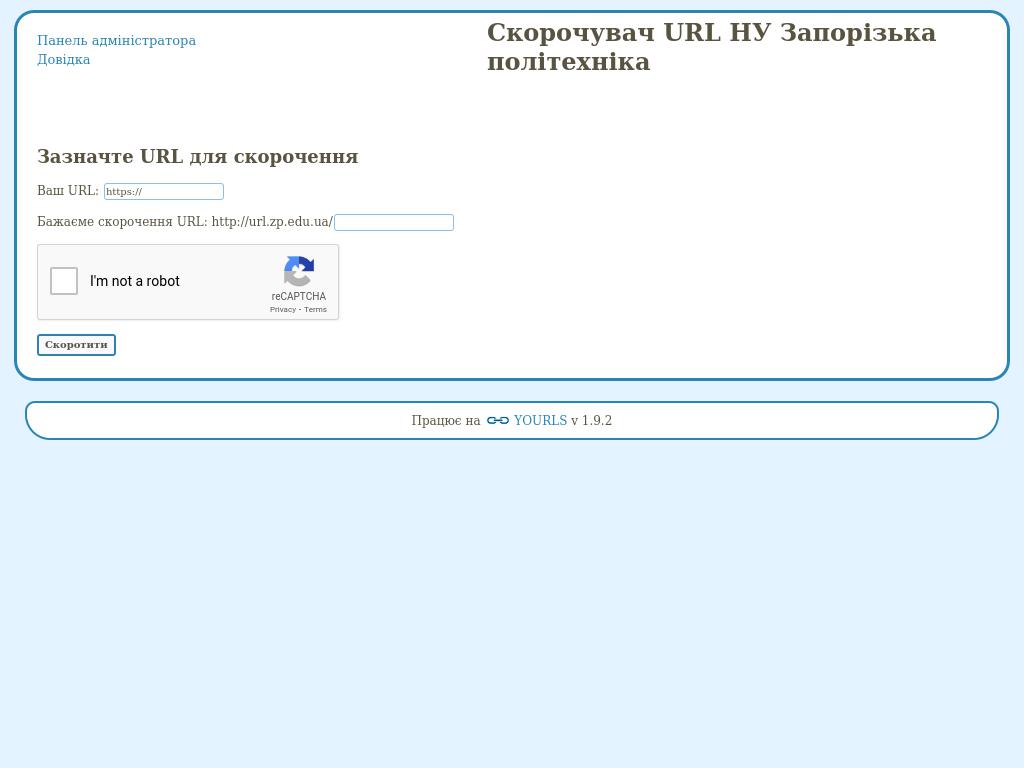 Панель адміністратора
Довідка
Скорочувач URL НУ Запорізька
політехніка
Зазначте URL для скорочення
Ваш URL: https://
Бажаєме скорочення URL: http://url.zp.edu.ua/
I'm not a robot
reCAPTCHA
Privacy - Terms
Скоротити
Працює на YOURLS v 1.9.2